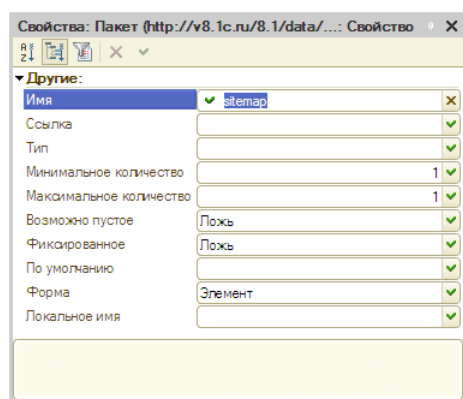 Свойства: Пакет (http://v8.1c.ru/8.1/data/...: Свойство
Другие:
Имя sitemap
Ссылка
Тип
Минимальное количество 1
Максимальное количество 1
Возможно пустое Ложь
Фиксированное Ложь
По умолчанию
Форма Элемент
Локальное имя